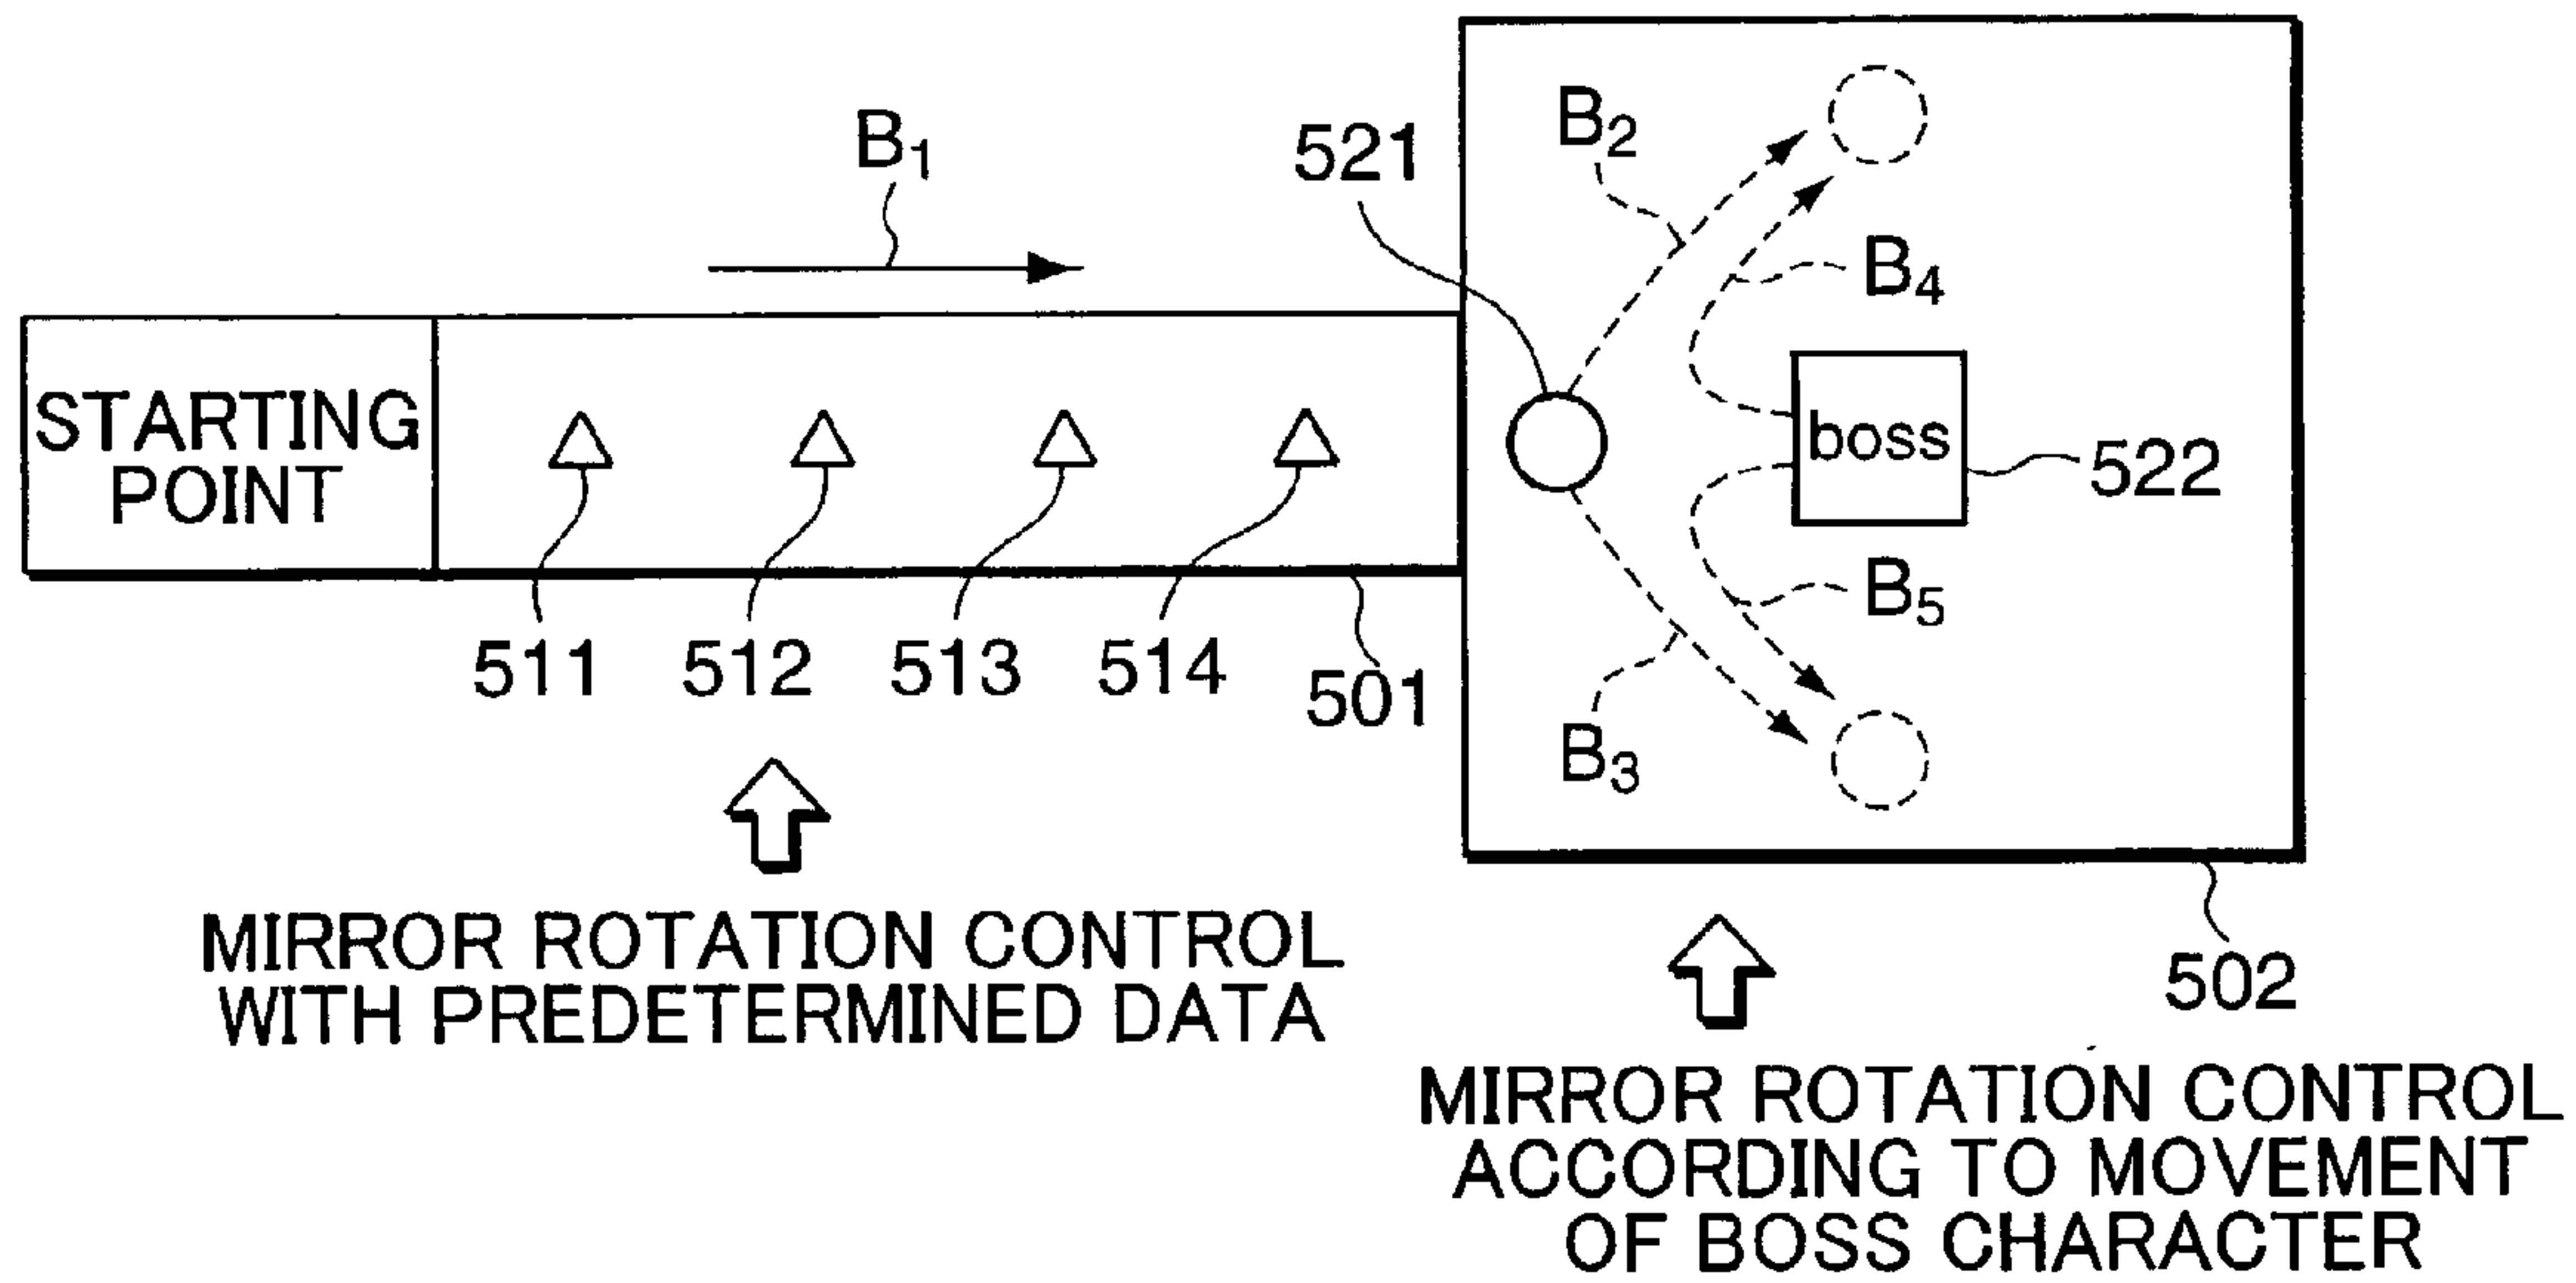 B1
521
B2
B4
STARTING
POINT
boss
522
B5
511
512
513
514
501
B3
MIRROR ROTATION CONTROL
WITH PREDETERMINED DATA
502
MIRROR ROTATION CONTROL
ACCORDING TO MOVEMENT
OF BOSS CHARACTER